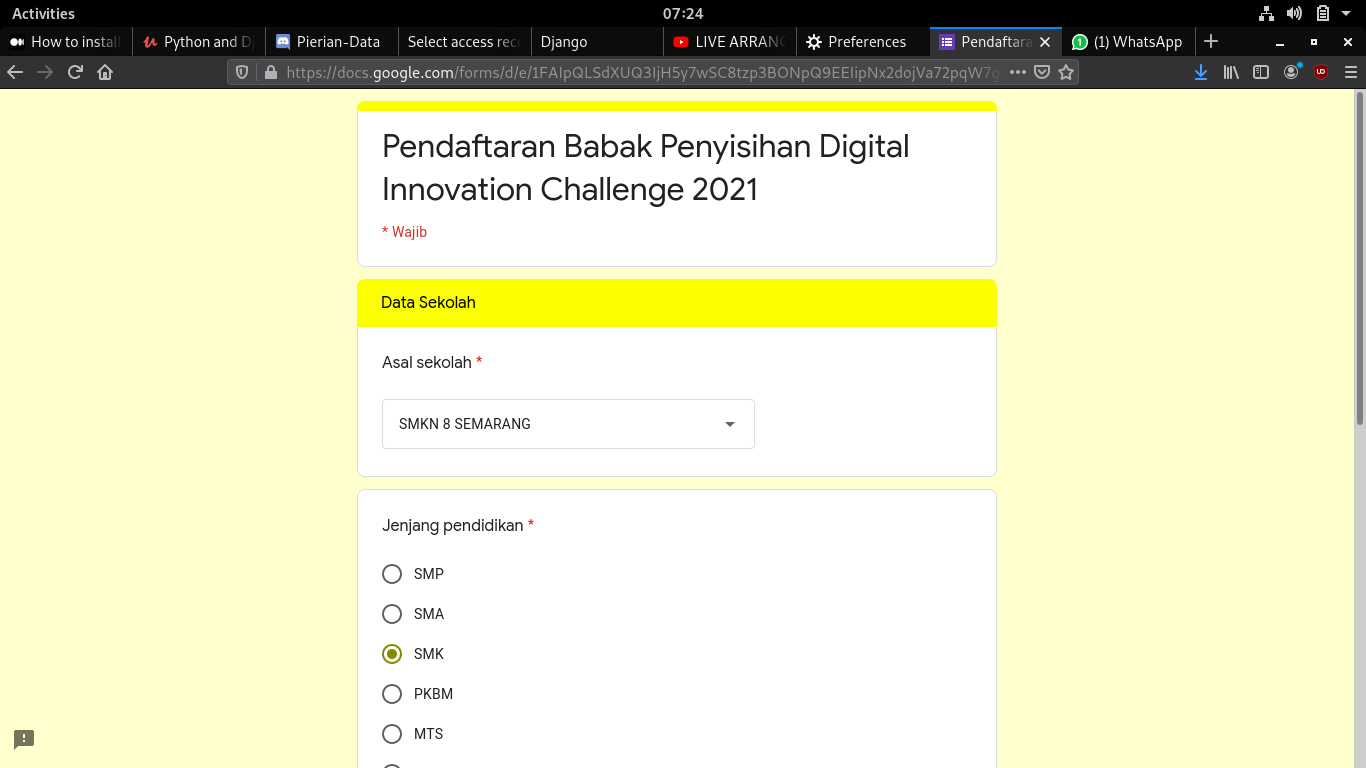 Activities
07:24
How to instal
Python and D
Pierian-Data
Select access rec
Django
LIVE ARRANG
Preferences
Pendaftara
(1) WhatsApp
https://docs.google.com/forms/d/e/1FAIpQLSdXUQ3IjH5y7wSC8tzp3BONpQ9EEIipNx2dojVa72pqW7g
Pendaftaran Babak Penyisihan Digital
Innovation Challenge 2021
* Wajib
Data Sekolah
Asal sekolah *
SMKN 8 SEMARANG
Jenjang pendidikan *
SMP
SMA
SMK
PKBM
MTS